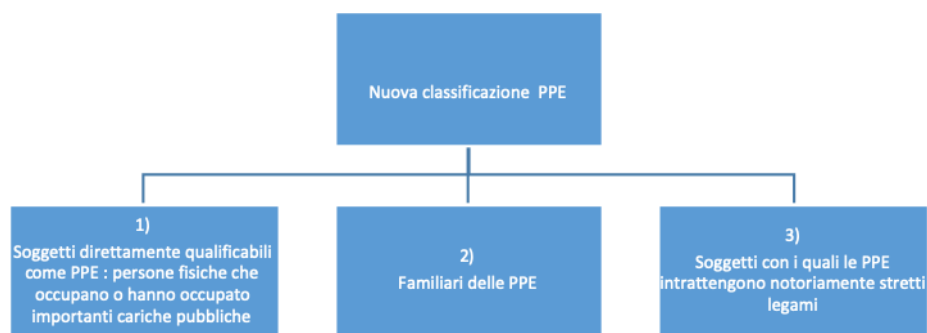 Nuova classificazione PPE
1)
Soggetti direttamente qualificabili
come PPE : persone fisiche che
occupano o hanno occupato
importanti cariche pubbliche
2)
Familiari delle PPE
3)
Soggetti con i quali le PPE
intrattengono notoriamente stretti
legami